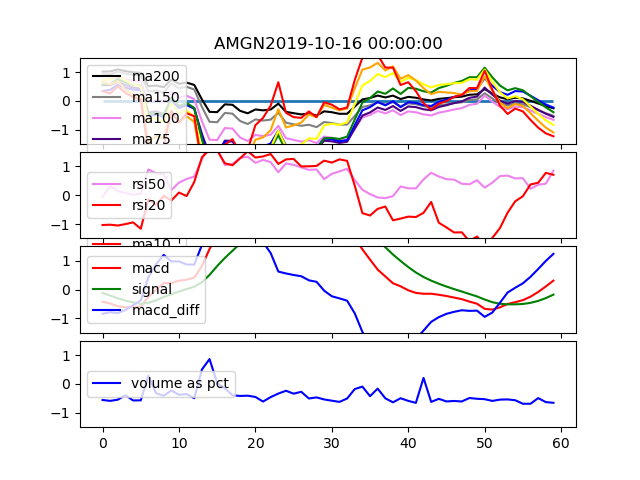 AMGN2019-10-16 00:00:00
1
0
−1
ma200
ma150
ma100
ma75
1
0
−1
rsi50
rsi20
ma10
1
0
−1
macd
signal
macd_diff
1
0
−1
volume as pct
0 10 20 30 40 50 60